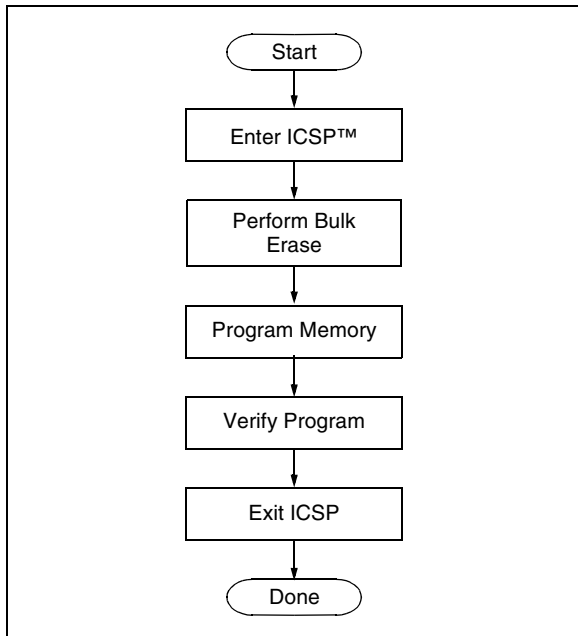 Start
Enter ICSP™
Perform Bulk
Erase
Program Memory
Verify Program
Exit ICSP
Done